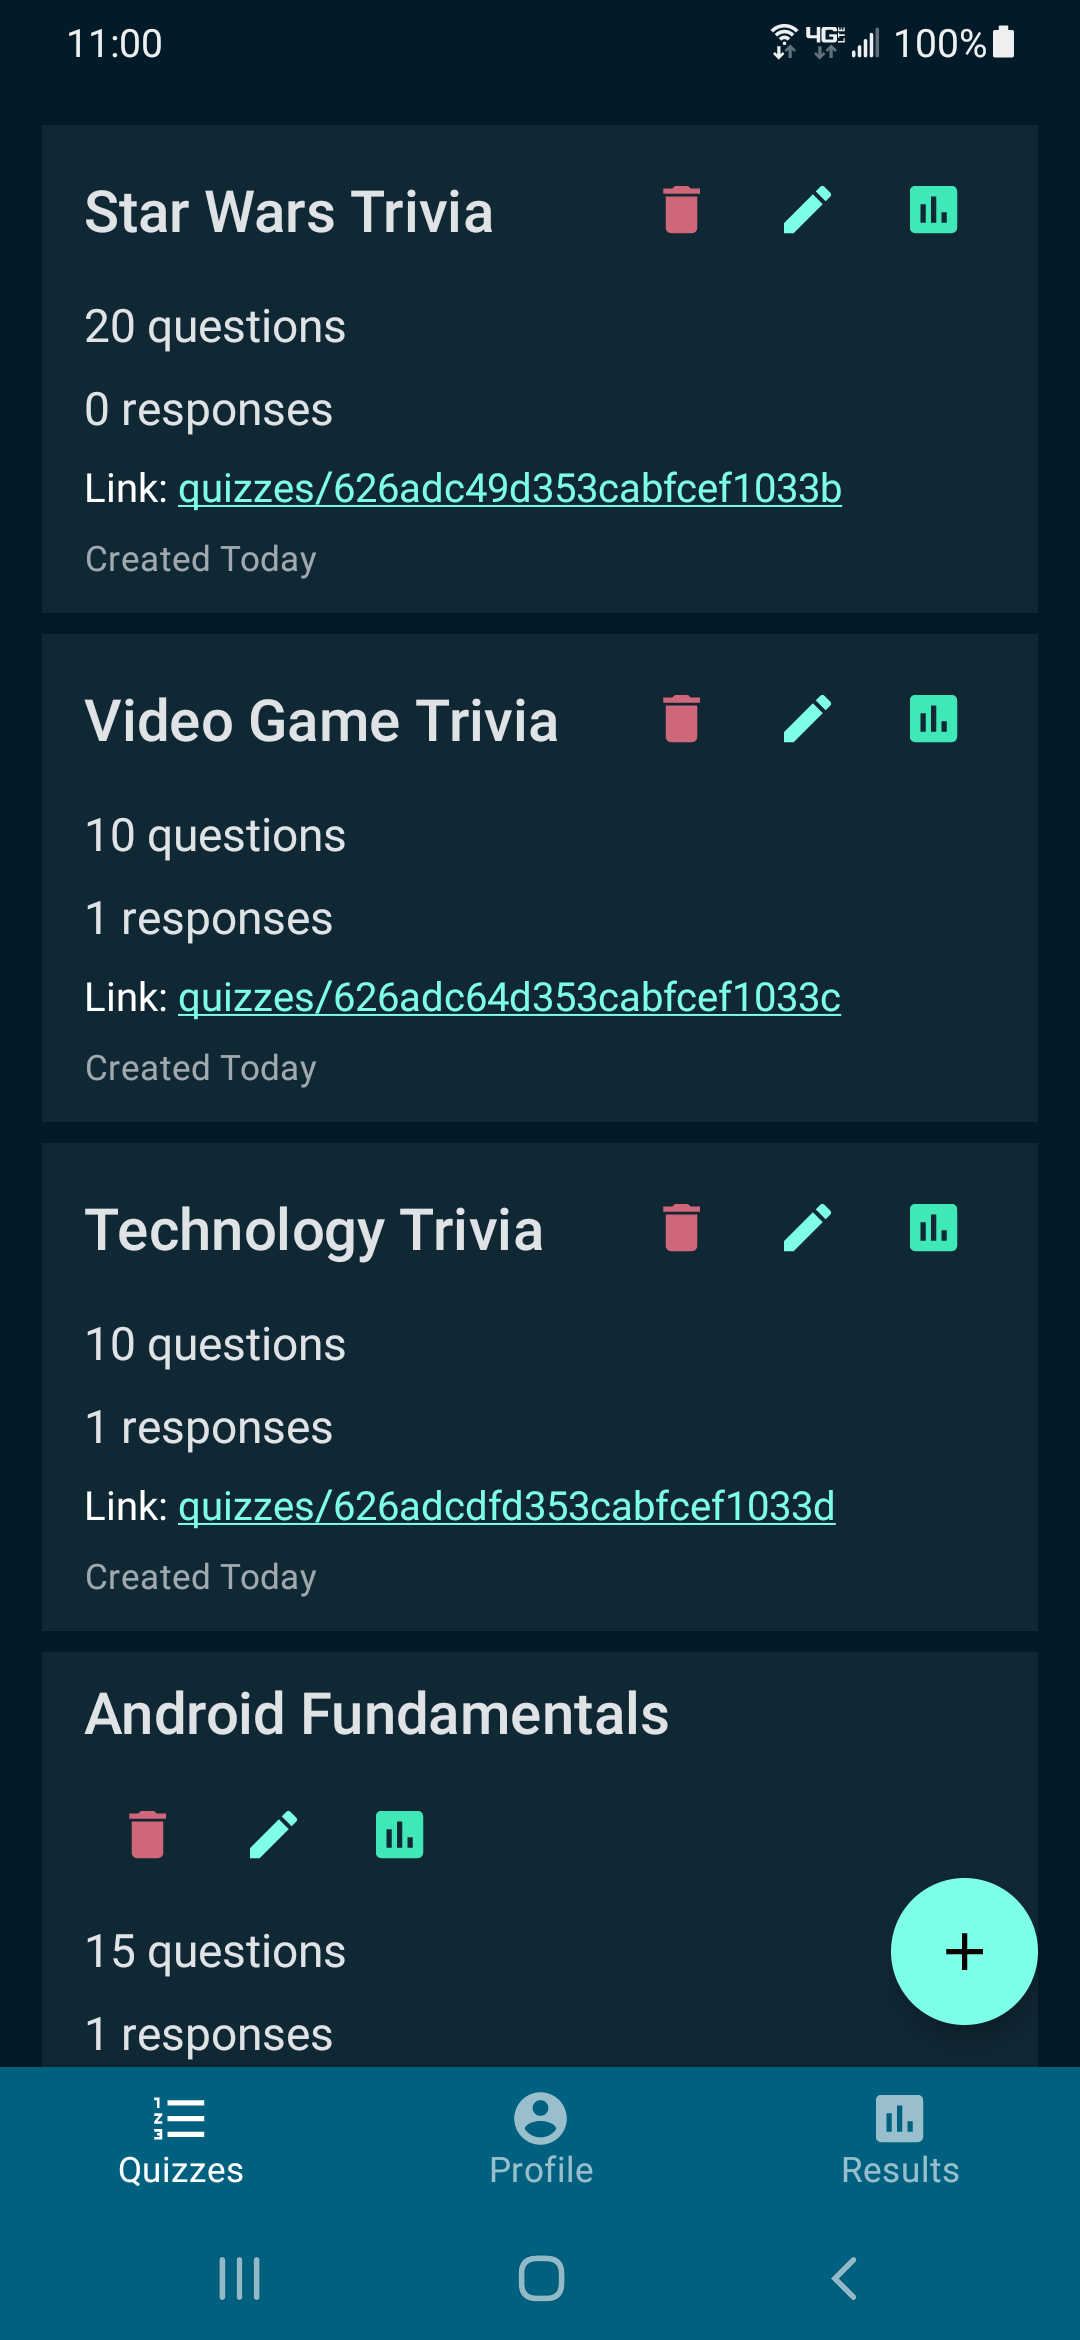 11:00 4G LTE 100%
Star Wars Trivia
20 questions
0 responses
Link: quizzes/626adc49d353cabfcef1033b
Created Today
Video Game Trivia
10 questions
1 responses
Link: quizzes/626adc64d353cabfcef1033c
Created Today
Technology Trivia
10 questions
1 responses
Link: quizzes/626adcdfd353cabfcef1033d
Created Today
Android Fundamentals
15 questions
1 responses
Quizzes Profile Results